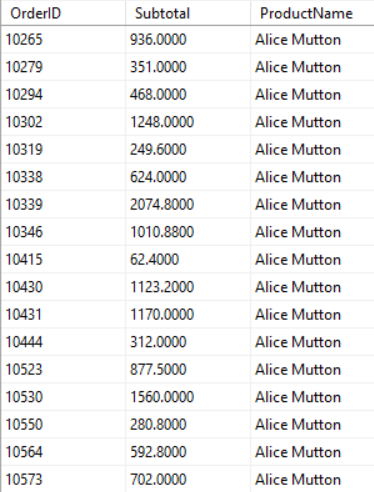 OrderID Subtotal ProductName
10265 936.0000 Alice Mutton
10279 351.0000 Alice Mutton
10294 468.0000 Alice Mutton
10302 1248.0000 Alice Mutton
10319 249.6000 Alice Mutton
10338 624.0000 Alice Mutton
10339 2074.8000 Alice Mutton
10346 1010.8800 Alice Mutton
10415 62.4000 Alice Mutton
10430 1123.2000 Alice Mutton
10431 1170.0000 Alice Mutton
10444 312.0000 Alice Mutton
10523 877.5000 Alice Mutton
10530 1560.0000 Alice Mutton
10550 280.8000 Alice Mutton
10564 592.8000 Alice Mutton
10573 702.0000 Alice Mutton